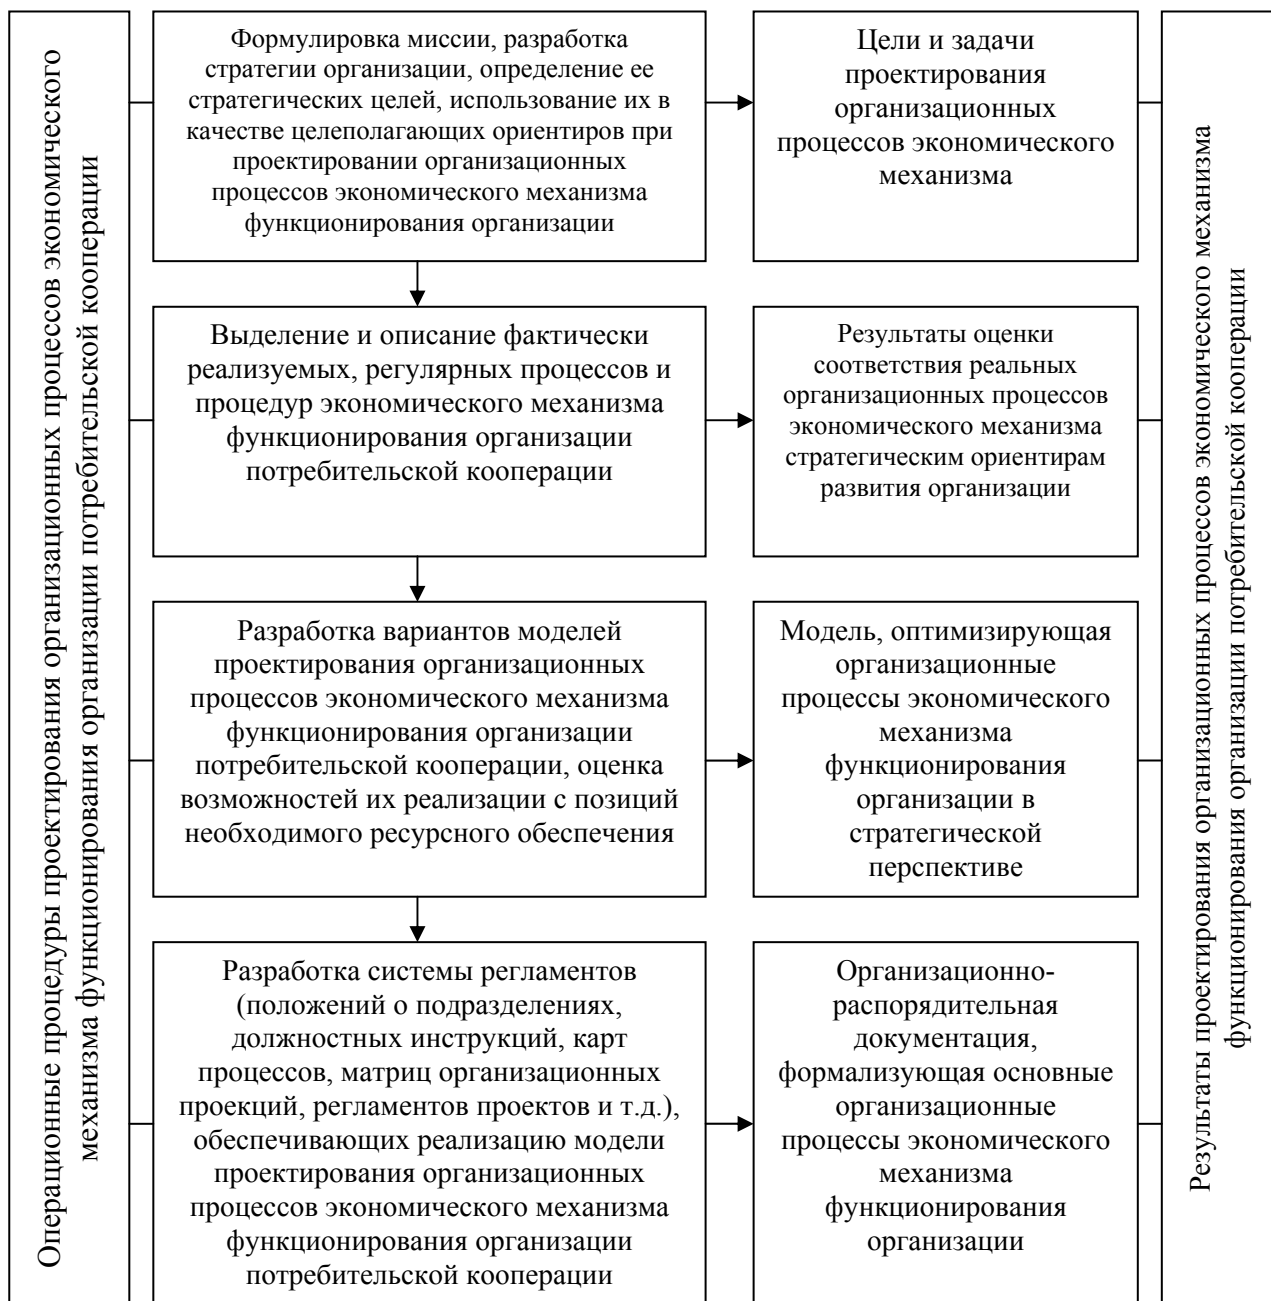 Операционные процедуры проектирования организационных процессов экономического
механизма функционирования организации потребительской кооперации
Формулировка миссии, разработка
стратегии организации, определение ее
стратегических целей, использование их в
качестве целеполагающих ориентиров при
проектировании организационных
процессов экономического механизма
функционирования организации
Цели и задачи
проектирования
организационных
процессов экономического
механизма
Выделение и описание фактически
реализуемых, регулярных процессов и
процедур экономического механизма
функционирования организации
потребительской кооперации
Результаты оценки
соответствия реальных
организационных процессов
экономического механизма
стратегическим ориентирам
развития организации
Разработка вариантов моделей
проектирования организационных
процессов экономического механизма
функционирования организации
потребительской кооперации, оценка
возможностей их реализации с позиций
необходимого ресурсного обеспечения
Модель, оптимизирующая
организационные
процессы экономического
механизма
функционирования
организации в
стратегической
перспективе
Разработка системы регламентов
(положений о подразделениях,
должностных инструкций, карт
процессов, матриц организационных
проекций, регламентов проектов и т.д.),
обеспечивающих реализацию модели
проектирования организационных
процессов экономического механизма
функционирования организации
потребительской кооперации
Организационно-
распорядительная
документация,
формализующая основные
организационные
процессы экономического
механизма
функционирования
организации
Результаты проектирования организационных процессов экономического механизма
функционирования организации потребительской кооперации